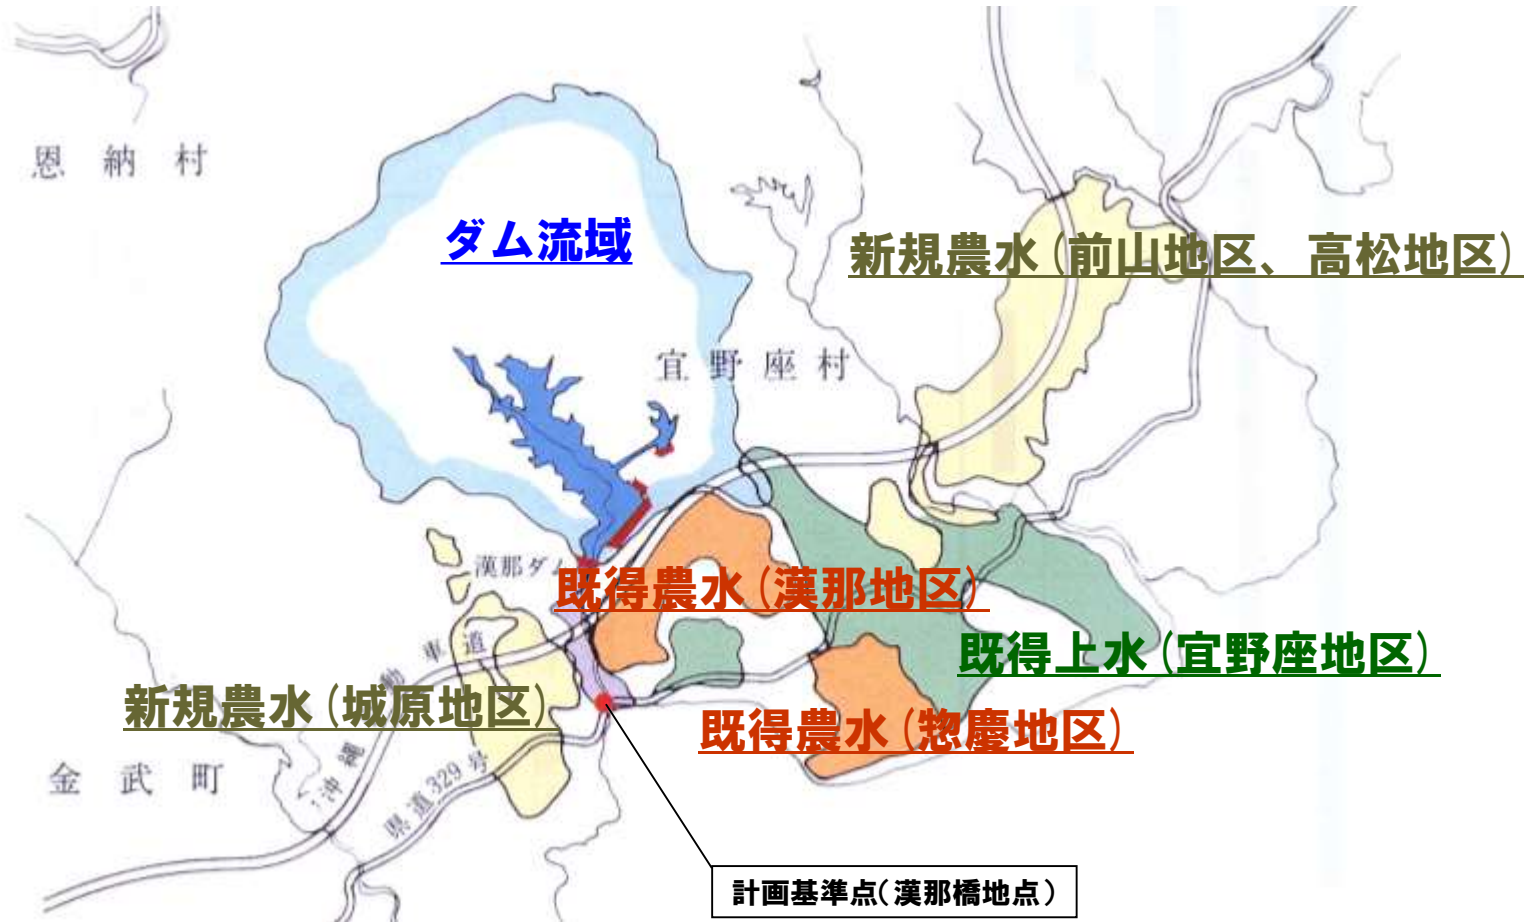 恩納村
ダム流域
新規農水(前山地区、高松地区)
宜野座村
漢那ダム
既得農水(漢那地区)
既得上水(宜野座地区)
新規農水(城原地区)
既得農水(惣慶地区)
沖縄自動車道
県道329号
金武町
計画基準点(漢那橋地点)